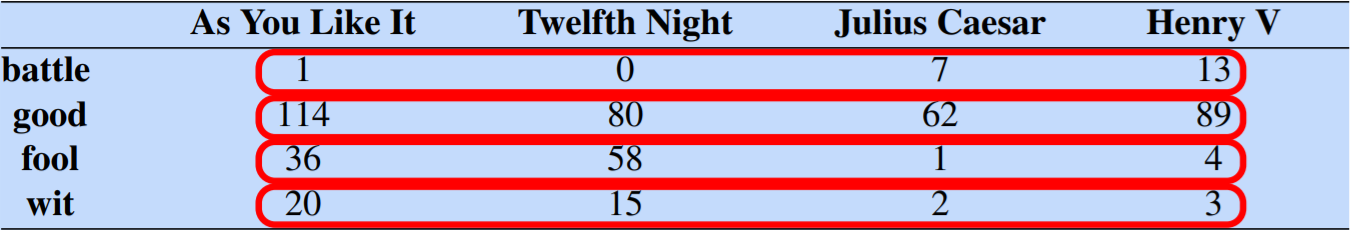 As You Like It Twelfth Night Julius Caesar Henry V
battle 1 0 7 13
good 114 80 62 89
fool 36 58 1 4
wit 20 15 2 3